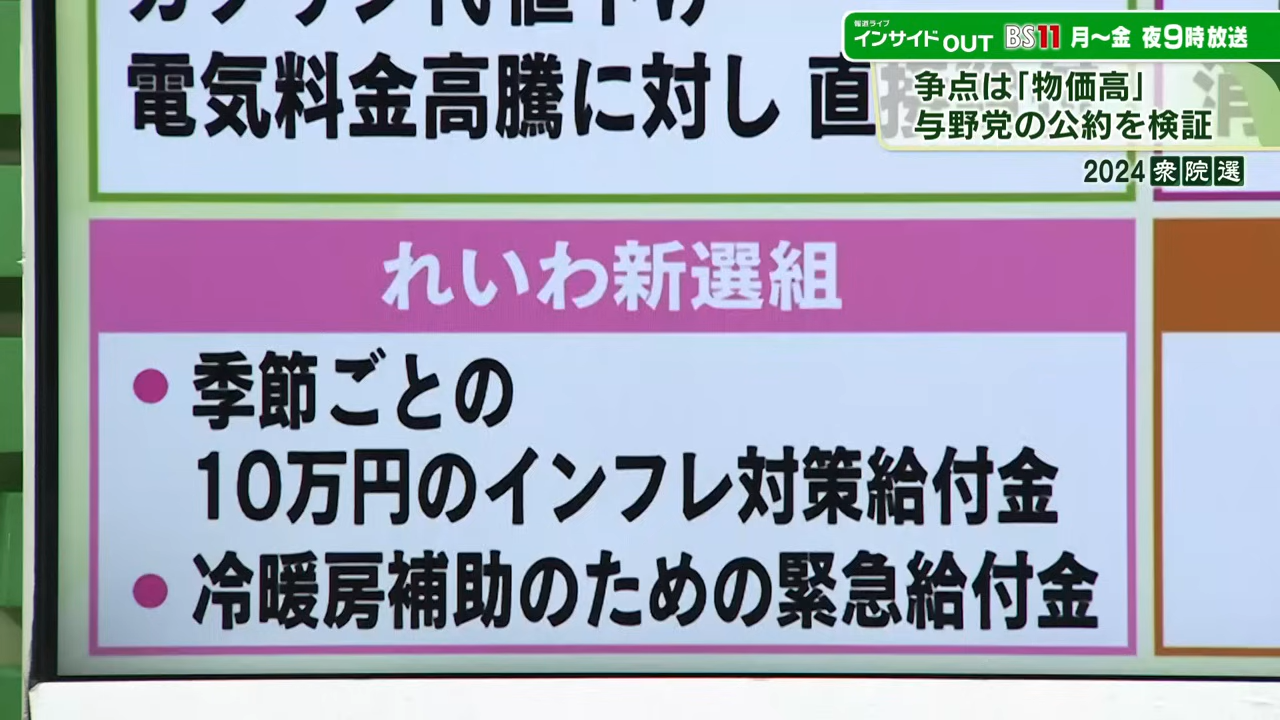 電気料金高騰に対し 直
れいわ新選組
季節ごとの
10万円のインフレ対策給付金
冷暖房補助のための緊急給付金
報道ライブ
インサイドOUT BS11 月〜金 夜9時放送
争点は「物価高」
与野党の公約を検証
2024衆院選